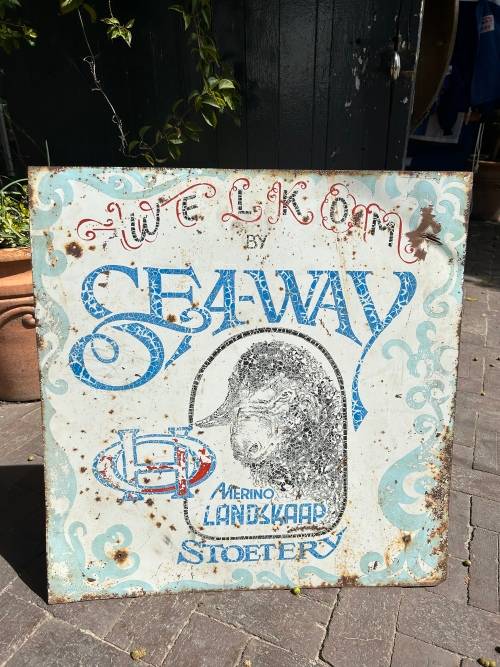 WELKOM
BY
SEA-WAY
MERINO
LANDSKAAP
STOETERY